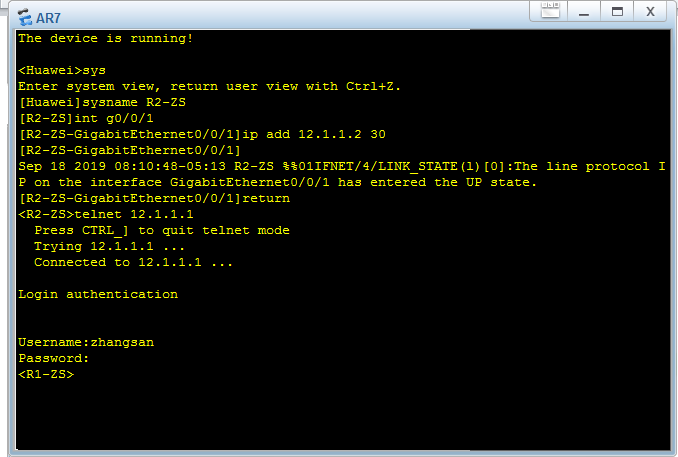 AR7
The device is running!
<Huawei>sys
Enter system view, return user view with Ctrl+Z.
[Huawei]sysname R2-ZS
[R2-ZS]int g0/0/1
[R2-ZS-GigabitEthernet0/0/1]ip add 12.1.1.2 30
[R2-ZS-GigabitEthernet0/0/1]
Sep 18 2019 08:10:48-05:13 R2-ZS %%01IFNET/4/LINK_STATE(l)[0]:The line protocol I
P on the interface GigabitEthernet0/0/1 has entered the UP state.
[R2-ZS-GigabitEthernet0/0/1]return
<R2-ZS>telnet 12.1.1.1
Press CTRL_] to quit telnet mode
Trying 12.1.1.1 ...
Connected to 12.1.1.1 ...
Login authentication
Username:zhangsan
Password:
<R1-ZS>